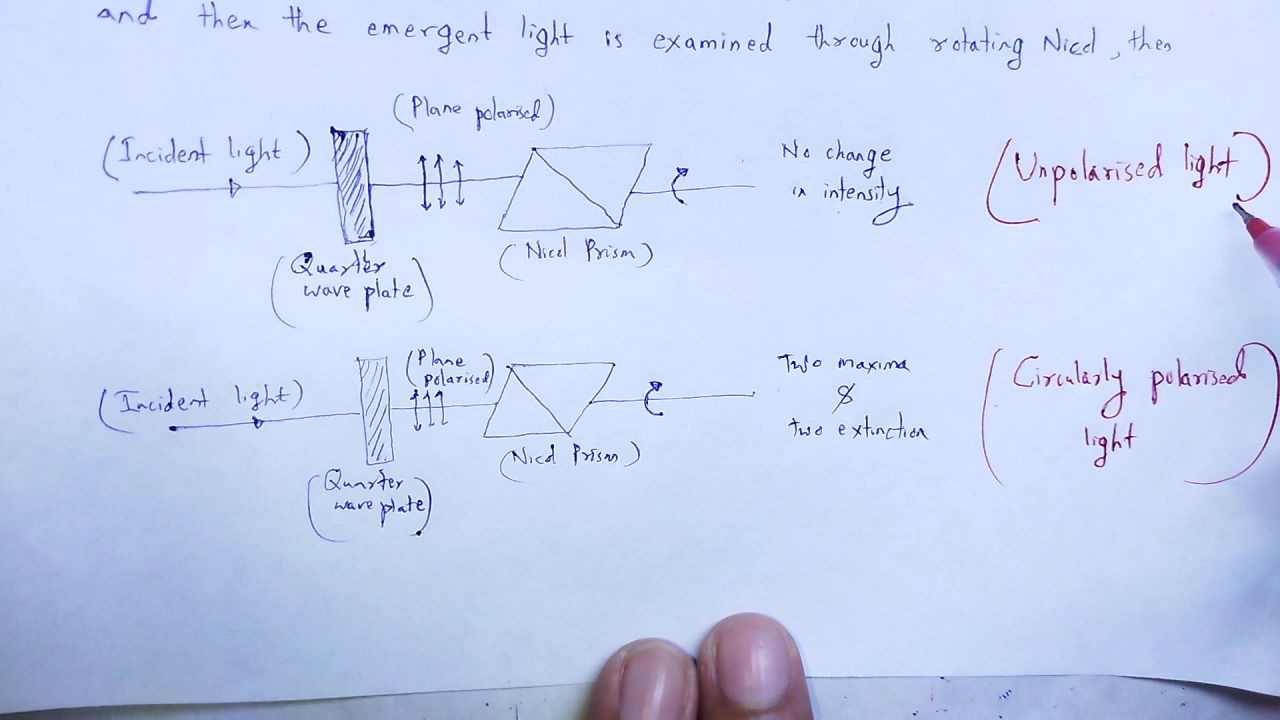 and then the emergent light is examined through rotating Nicol, then
(Plane polarised)
(Incident light)
No change
in intensity
(Unpolarised light)
(Nicol Prism)
(Quarter
wave plate)
(Plane
polarised)
(Incident light)
Two maxima
&
two extinction
(Circularly polarised
light)
(Nicol Prism)
(Quarter
wave plate)